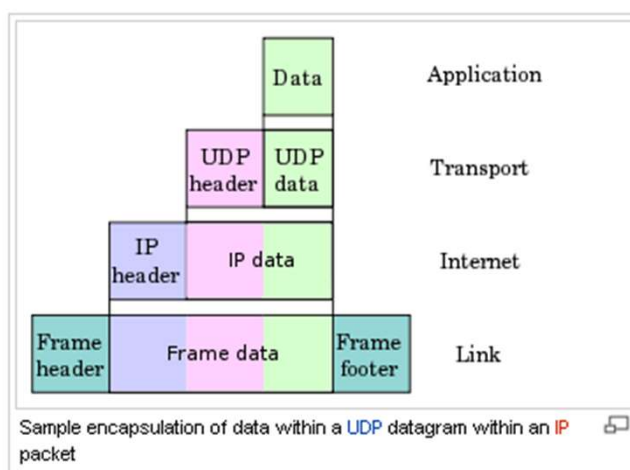 Data
Application
UDP header
UDP data
Transport
IP header
IP data
Internet
Frame header
Frame data
Frame footer
Link
Sample encapsulation of data within a UDP datagram within an IP
packet